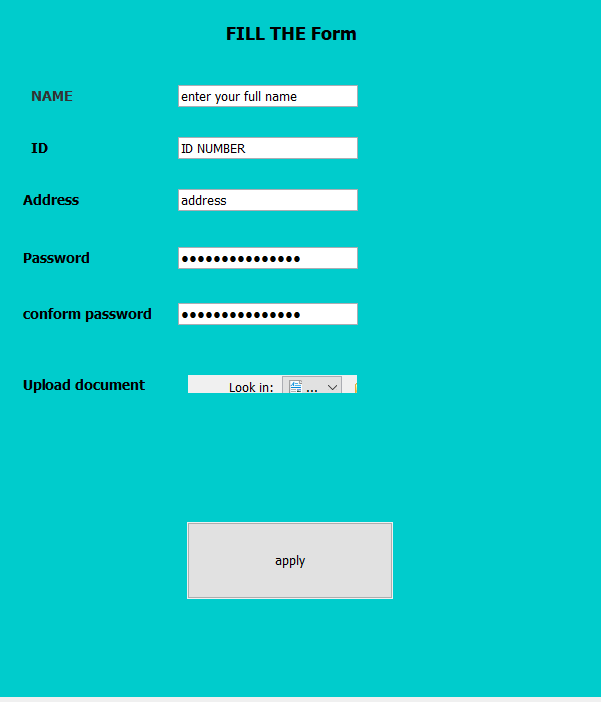 FILL THE Form
NAME enter your full name
ID ID NUMBER
Address address
Password •••••••••••••••
conform password •••••••••••••••
Upload document Look in: ...
apply